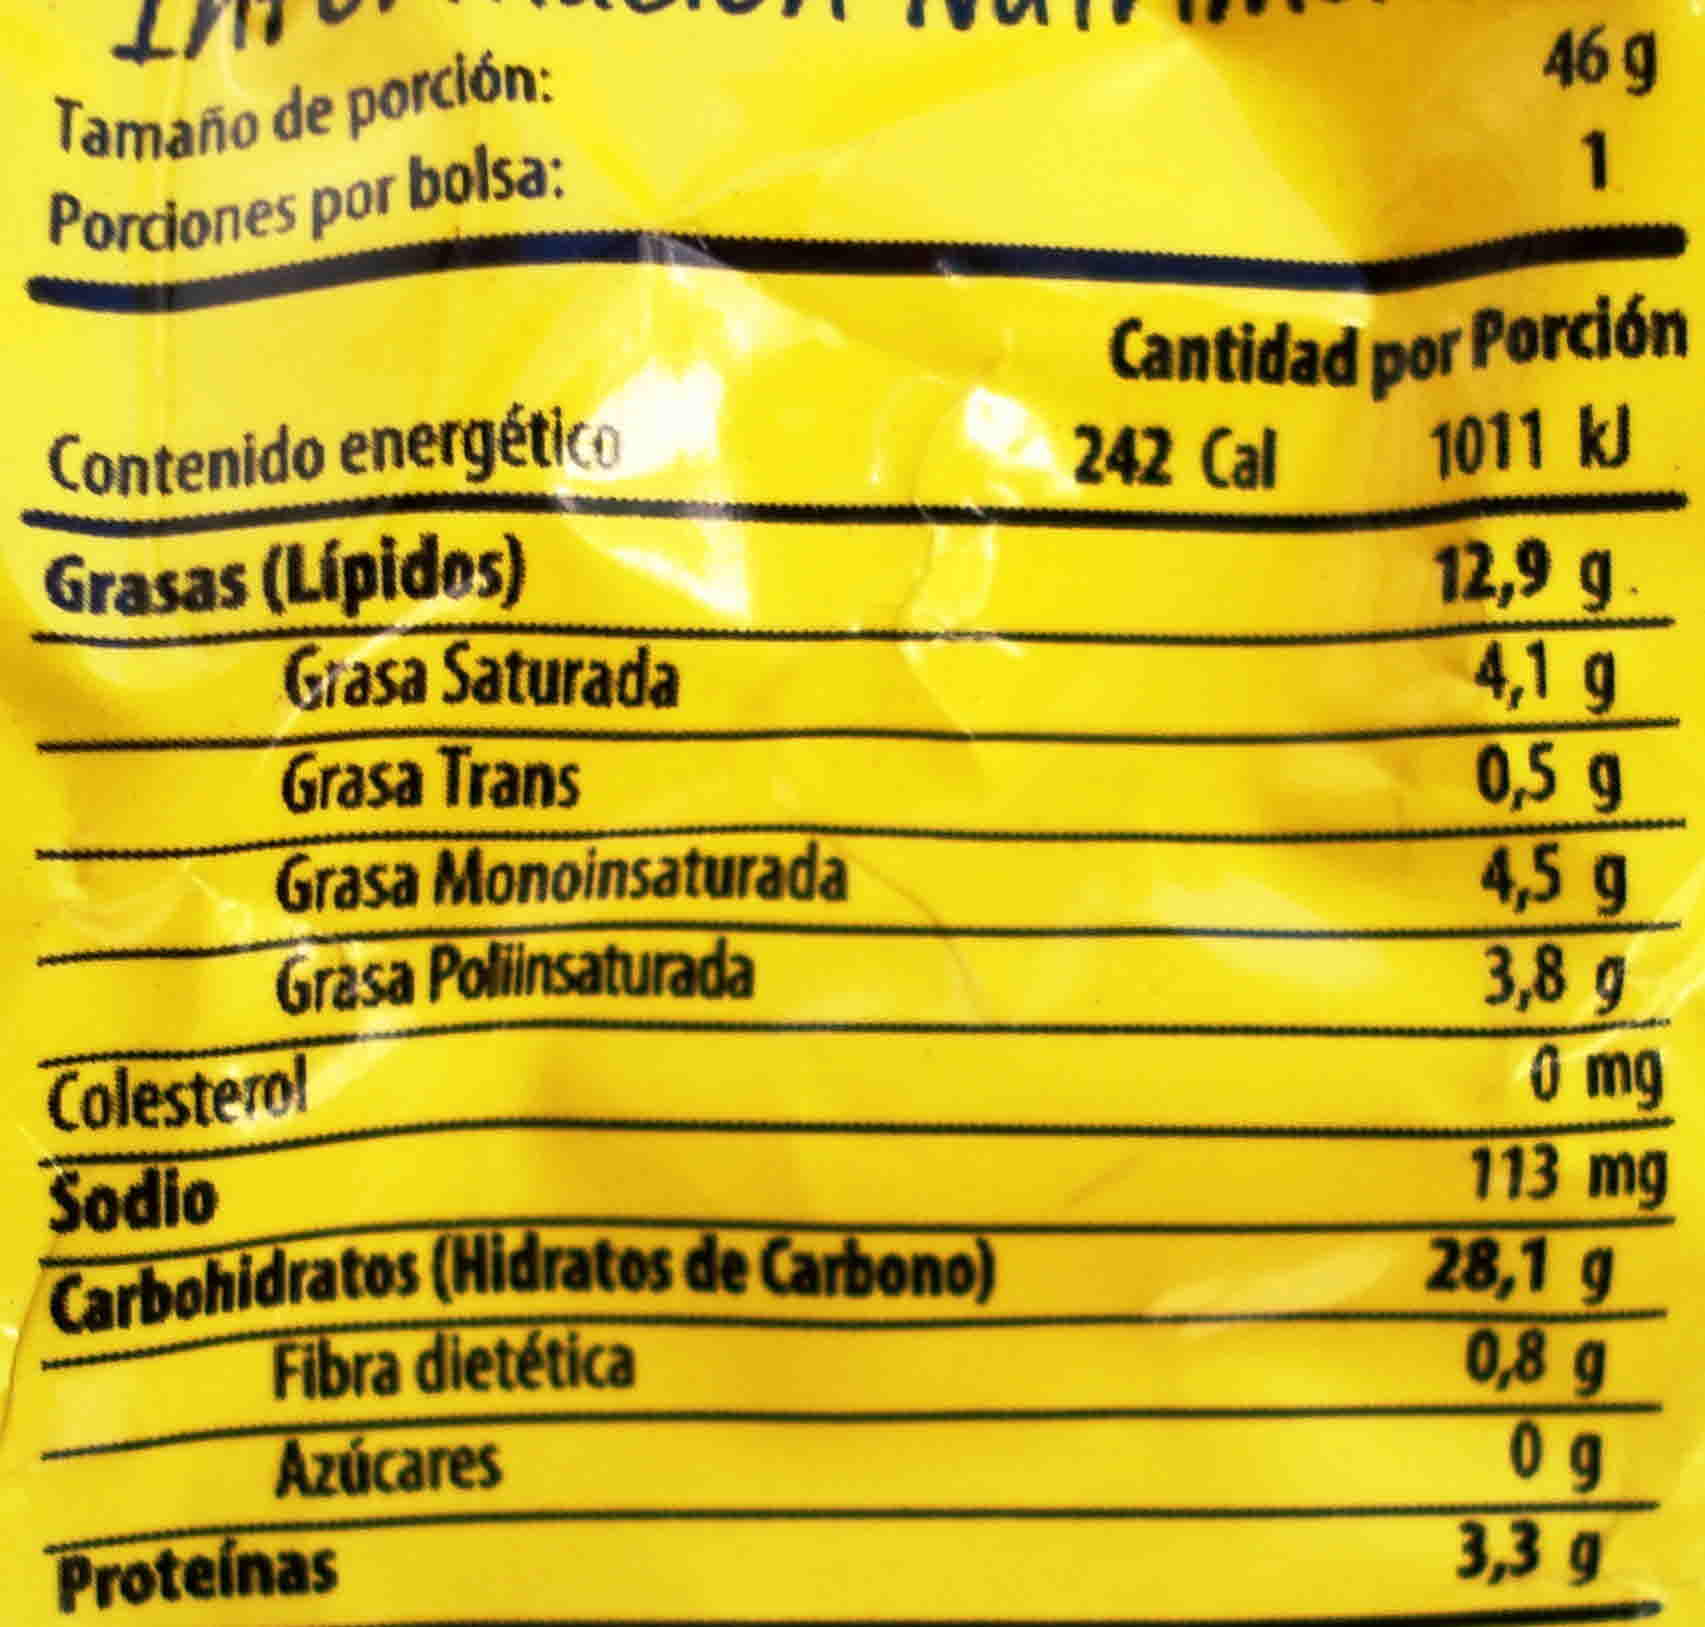 Información Nutrim
Tamaño de porción: 46 g
Porciones por bolsa: 1
Cantidad por Porción
Contenido energético 242 Cal 1011 kJ
Grasas (Lípidos) 12,9 g
Grasa Saturada 4,1 g
Grasa Trans 0,5 g
Grasa Monoinsaturada 4,5 g
Grasa Poliinsaturada 3,8 g
Colesterol 0 mg
Sodio 113 mg
Carbohidratos (Hidratos de Carbono) 28,1 g
Fibra dietética 0,8 g
Azúcares 0 g
Proteínas 3,3 g